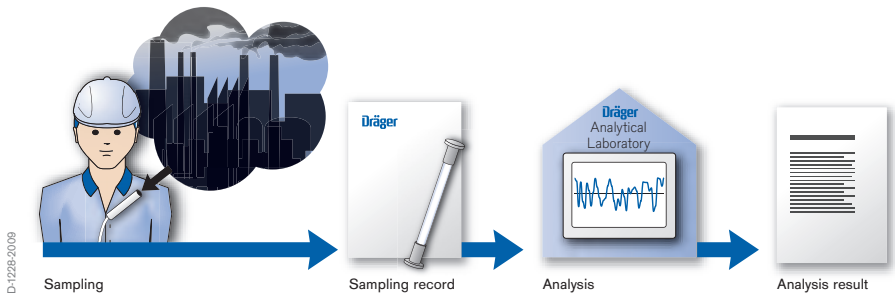 Dräger
Dräger
Analytical
Laboratory
D-1228-2009
Sampling
Sampling record
Analysis
Analysis result